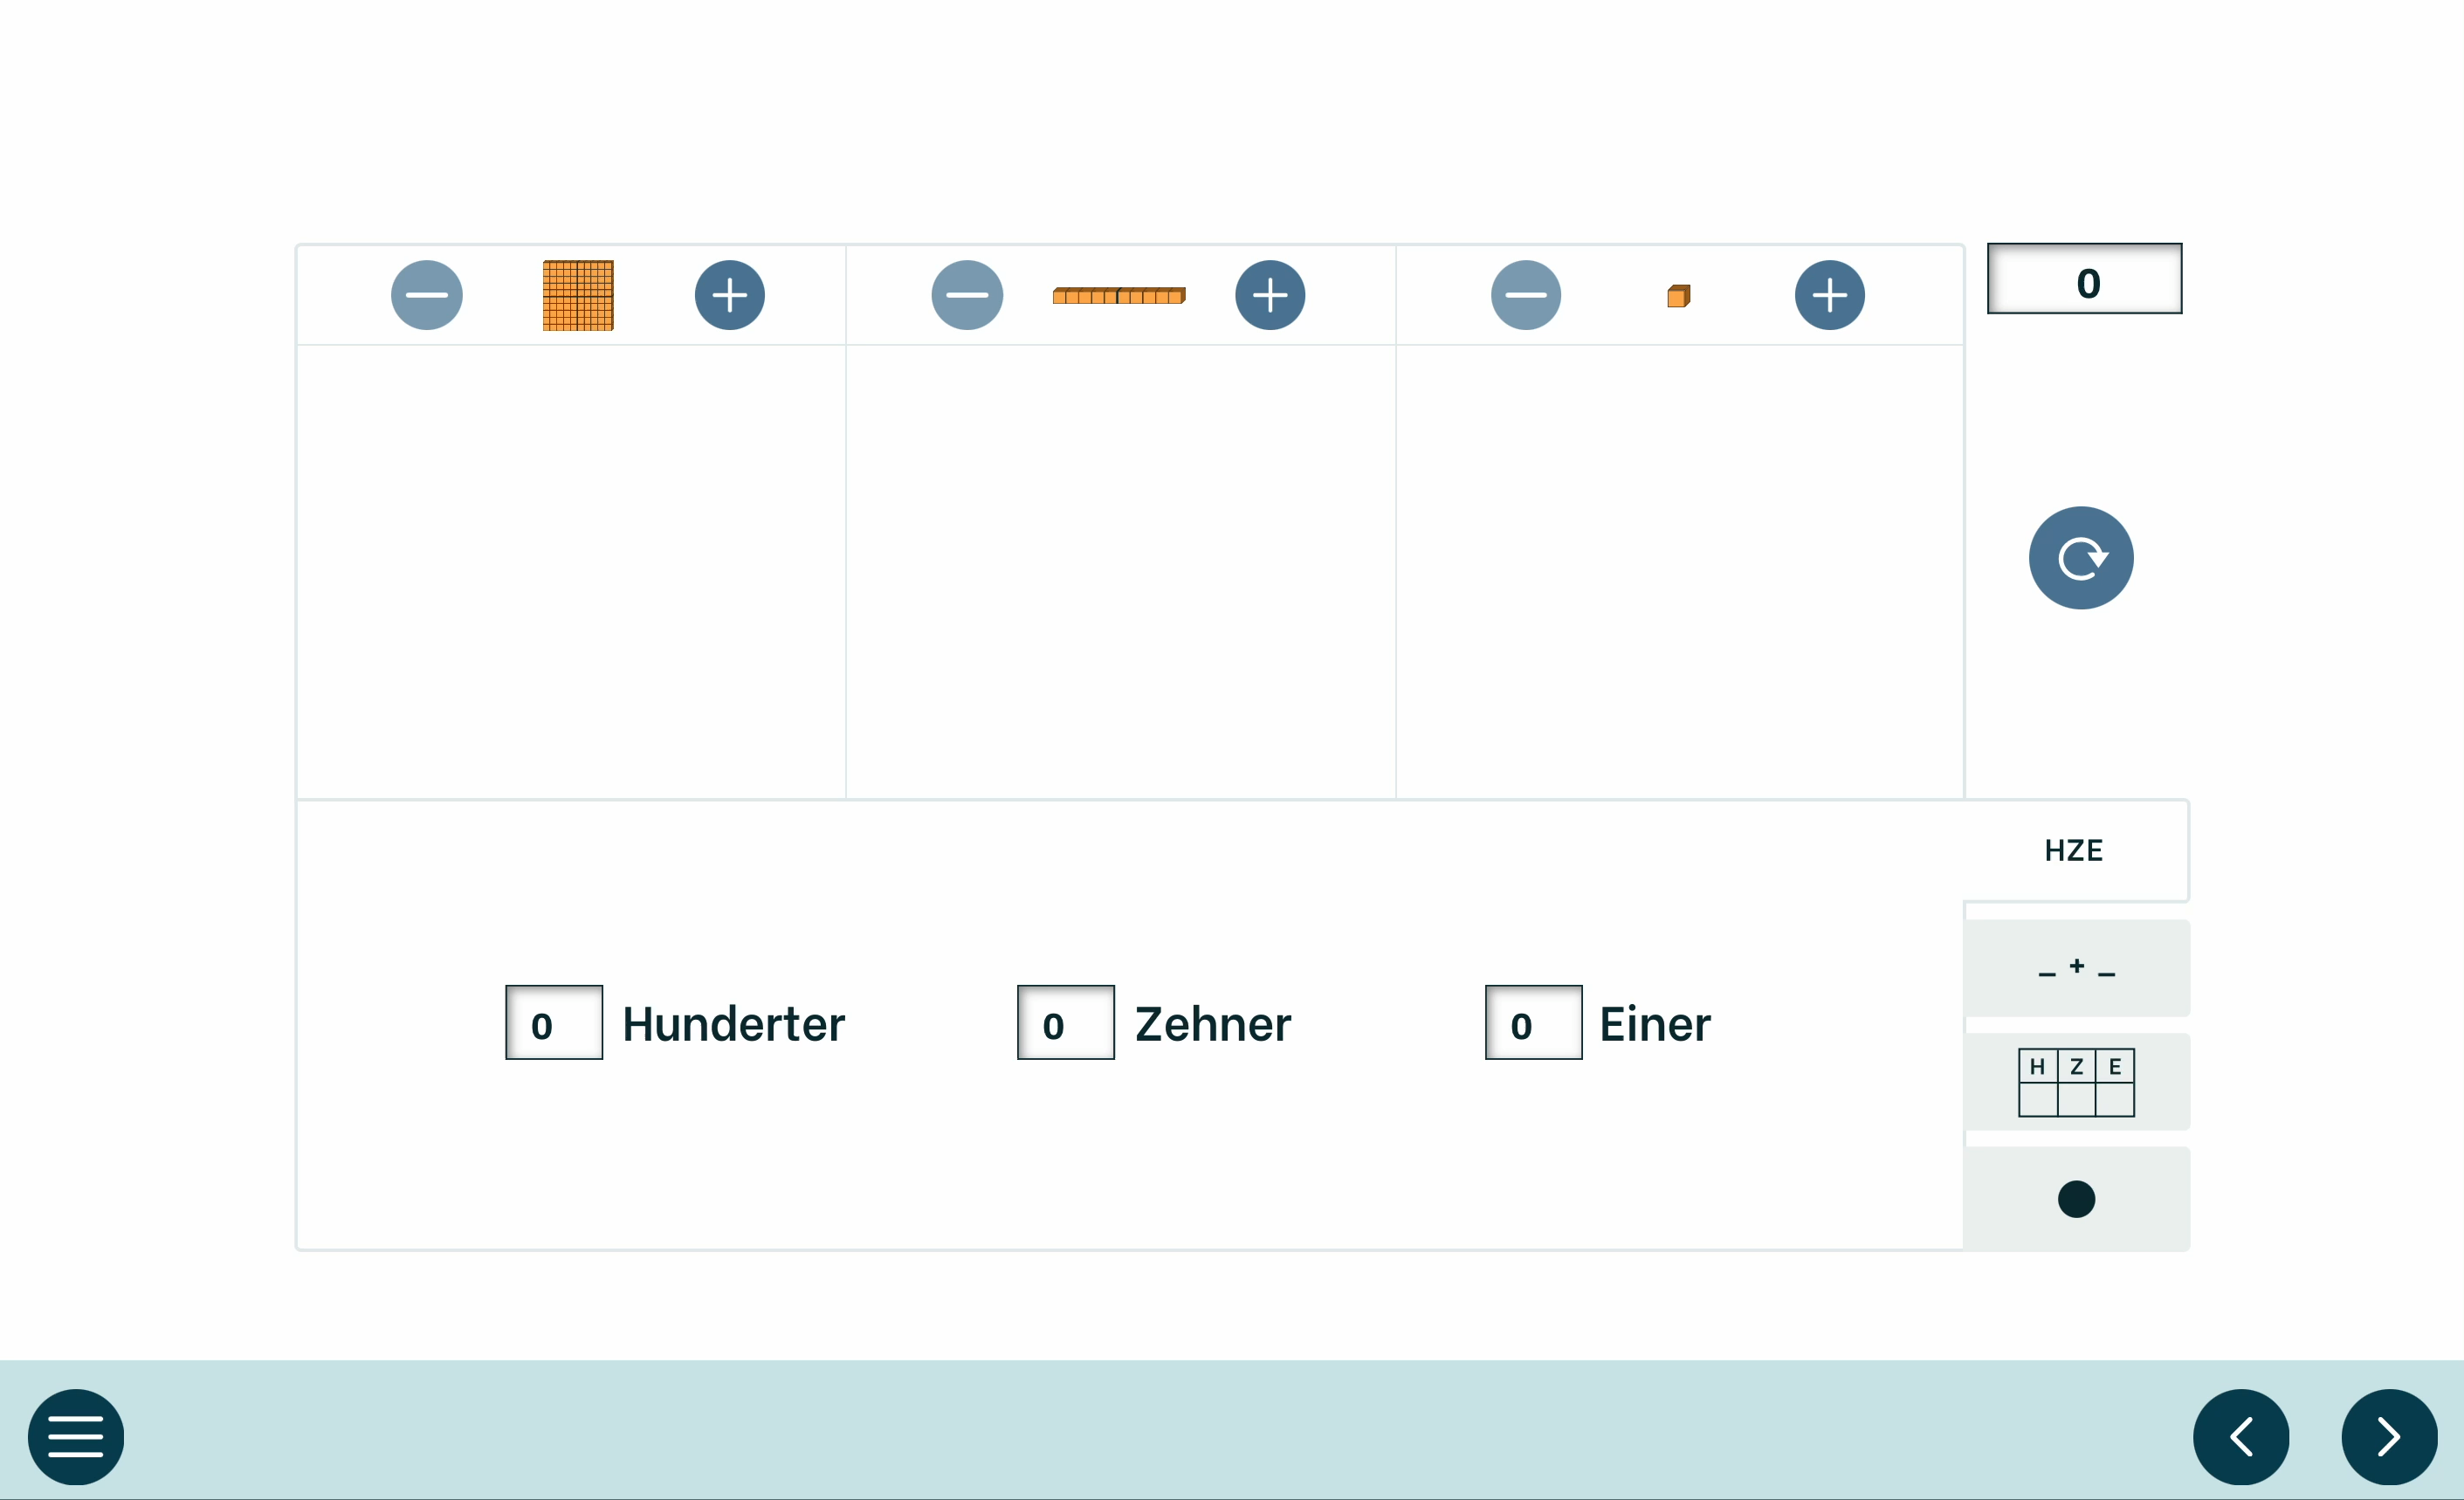 0
HZE
_ + _
0 Hunderter 0 Zehner 0 Einer
H Z E